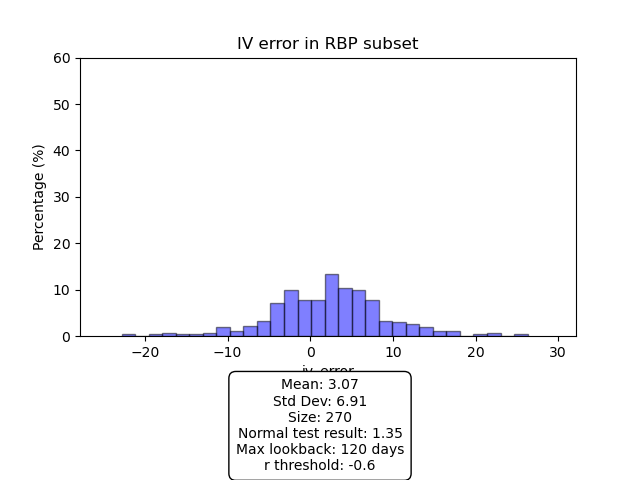 IV error in RBP subset
Percentage (%)
60
50
40
30
20
10
0
−20
−10
0
10
20
30
iv_error
Mean: 3.07
Std Dev: 6.91
Size: 270
Normal test result: 1.35
Max lookback: 120 days
r threshold: -0.6